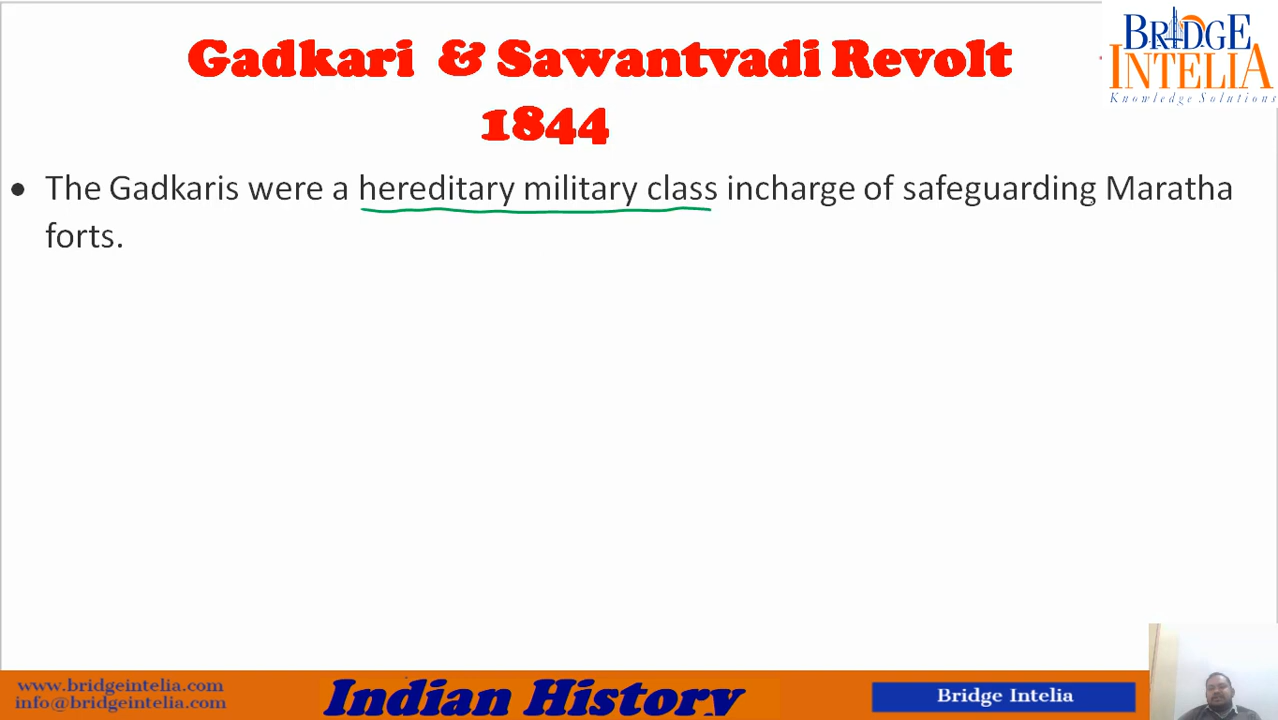 Gadkari & Sawantvadi Revolt
1844
BRIDGE
INTELIA
Knowledge Solutions
• The Gadkaris were a hereditary military class incharge of safeguarding Maratha
forts.
www.bridgeintelia.com
info@bridgeintelia.com
Indian History
Bridge Intelia